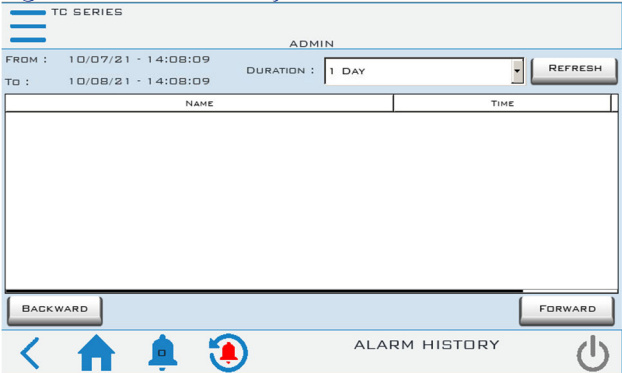 TC SERIES
ADMIN
FROM : 10/07/21 - 14:08:09
TO : 10/08/21 - 14:08:09
DURATION : 1 DAY
REFRESH
NAME TIME
BACKWARD FORWARD
0
ALARM HISTORY